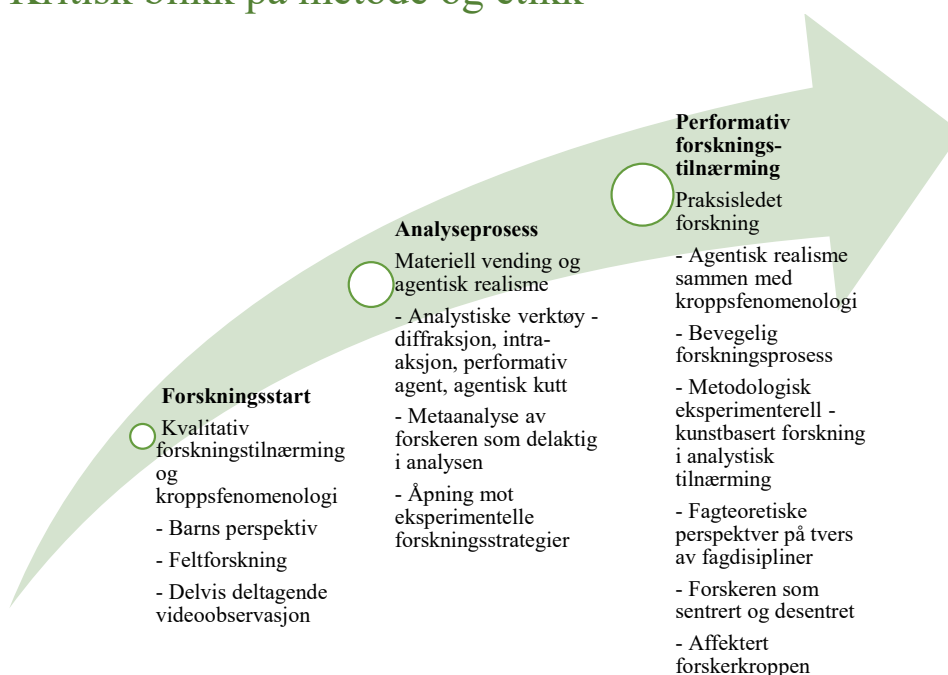 Kritisk blikk på metode og etikk
Forskningsstart
Kvalitativ
forskningstilnærming
og
kroppsfenomenologi
- Barns perspektiv
- Feltforskning
- Delvis deltagende
videoobservasjon
Analyseprosess
Materiell vending og
agentisk realisme
- Analystiske verktøy -
diffraksjon, intra-
aksjon, performativ
agent, agentisk kutt
- Metaanalyse av
forskeren som delaktig
i analysen
- Åpning mot
eksperimentelle
forskningsstrategier
Performativ
forsknings-
tilnærming
Praksisledet
forskning
- Agentisk realisme
sammen med
kroppsfenomenologi
- Bevegelig
forskningsprosess
- Metodologisk
eksperimenterell -
kunstbasert forskning
i analystisk
tilnærming
- Fagteoretiske
perspektver på tvers
av fagdisipliner
- Forskeren som
sentrert og desentret
- Affektert
forskerkroppen